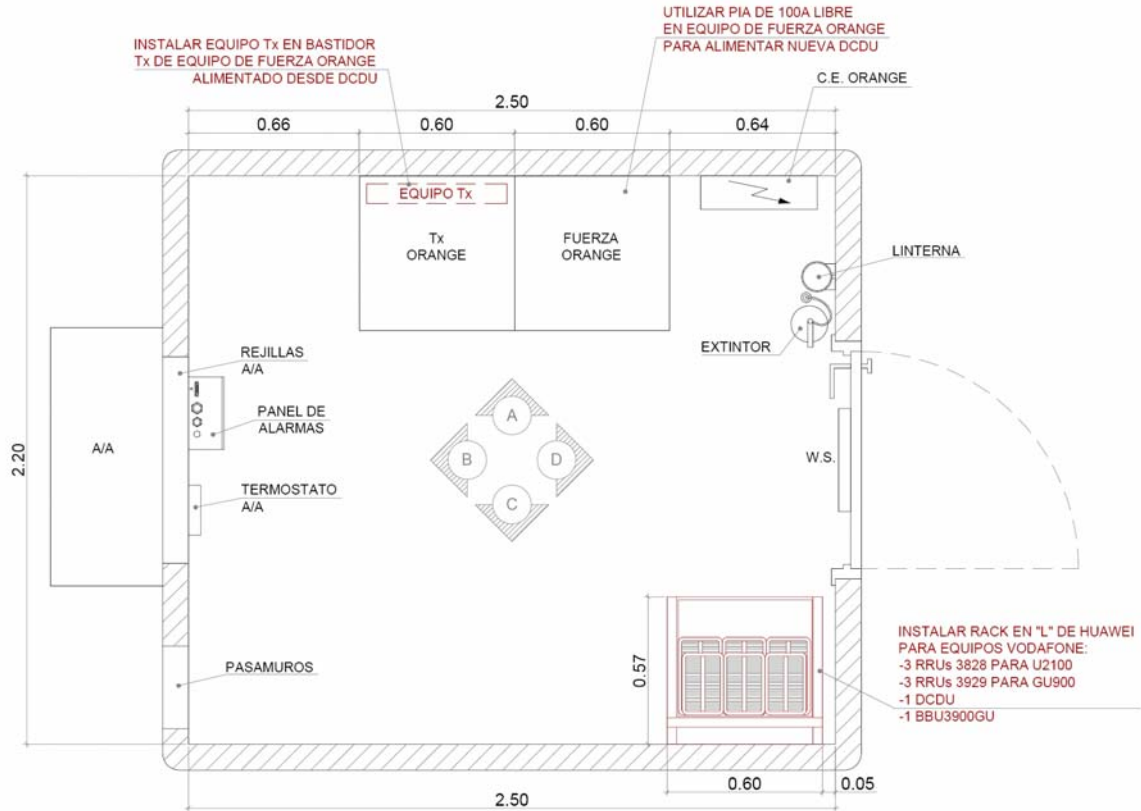 INSTALAR EQUIPO Tx EN BASTIDOR
Tx DE EQUIPO DE FUERZA ORANGE
ALIMENTADO DESDE DCDU
UTILIZAR PIA DE 100A LIBRE
EN EQUIPO DE FUERZA ORANGE
PARA ALIMENTAR NUEVA DCDU
C.E. ORANGE
2.50
0.66
0.60
0.60
0.64
EQUIPO Tx
Tx
ORANGE
FUERZA
ORANGE
LINTERNA
EXTINTOR
REJILLAS
A/A
PANEL DE
ALARMAS
A/A
TERMOSTATO
A/A
2.20
A
B
D
C
W.S.
PASAMUROS
0.57
INSTALAR RACK EN "L" DE HUAWEI
PARA EQUIPOS VODAFONE:
-3 RRUs 3828 PARA U2100
-3 RRUs 3929 PARA GU900
-1 DCDU
-1 BBU3900GU
0.60
0.05
2.50